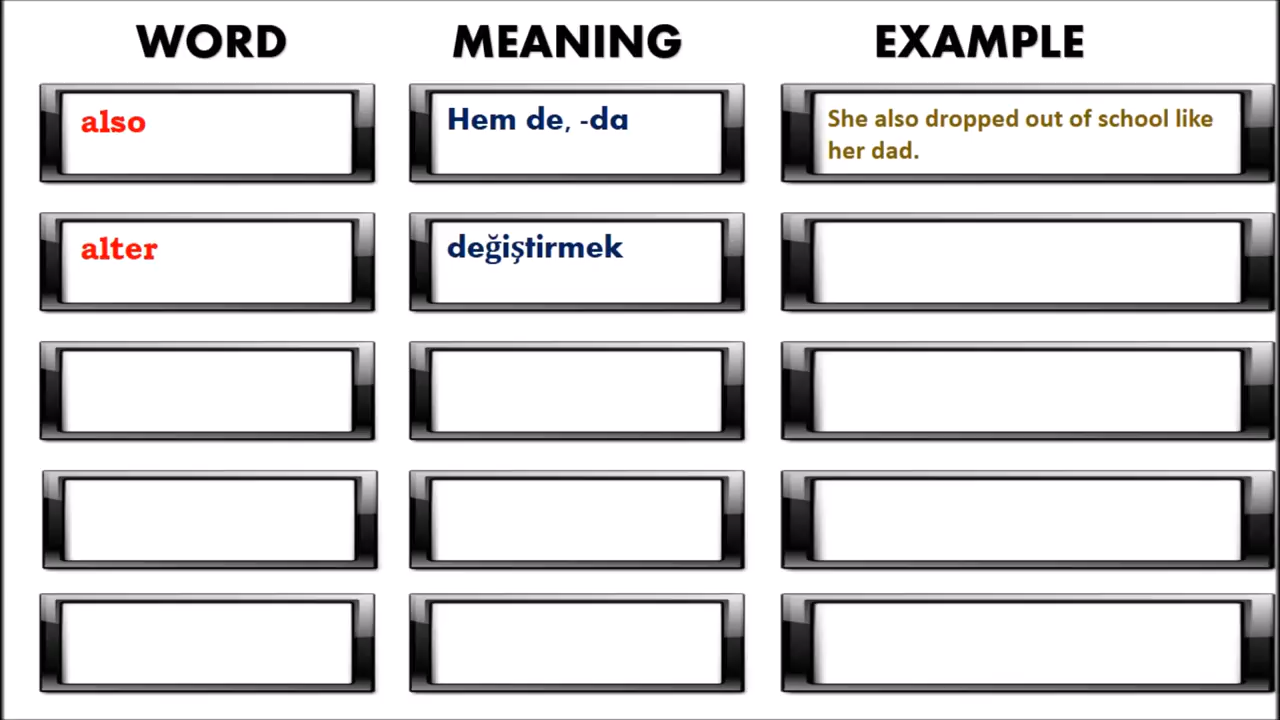 WORD MEANING EXAMPLE
also
Hem de, -da
She also dropped out of school like
her dad.
alter
değiştirmek